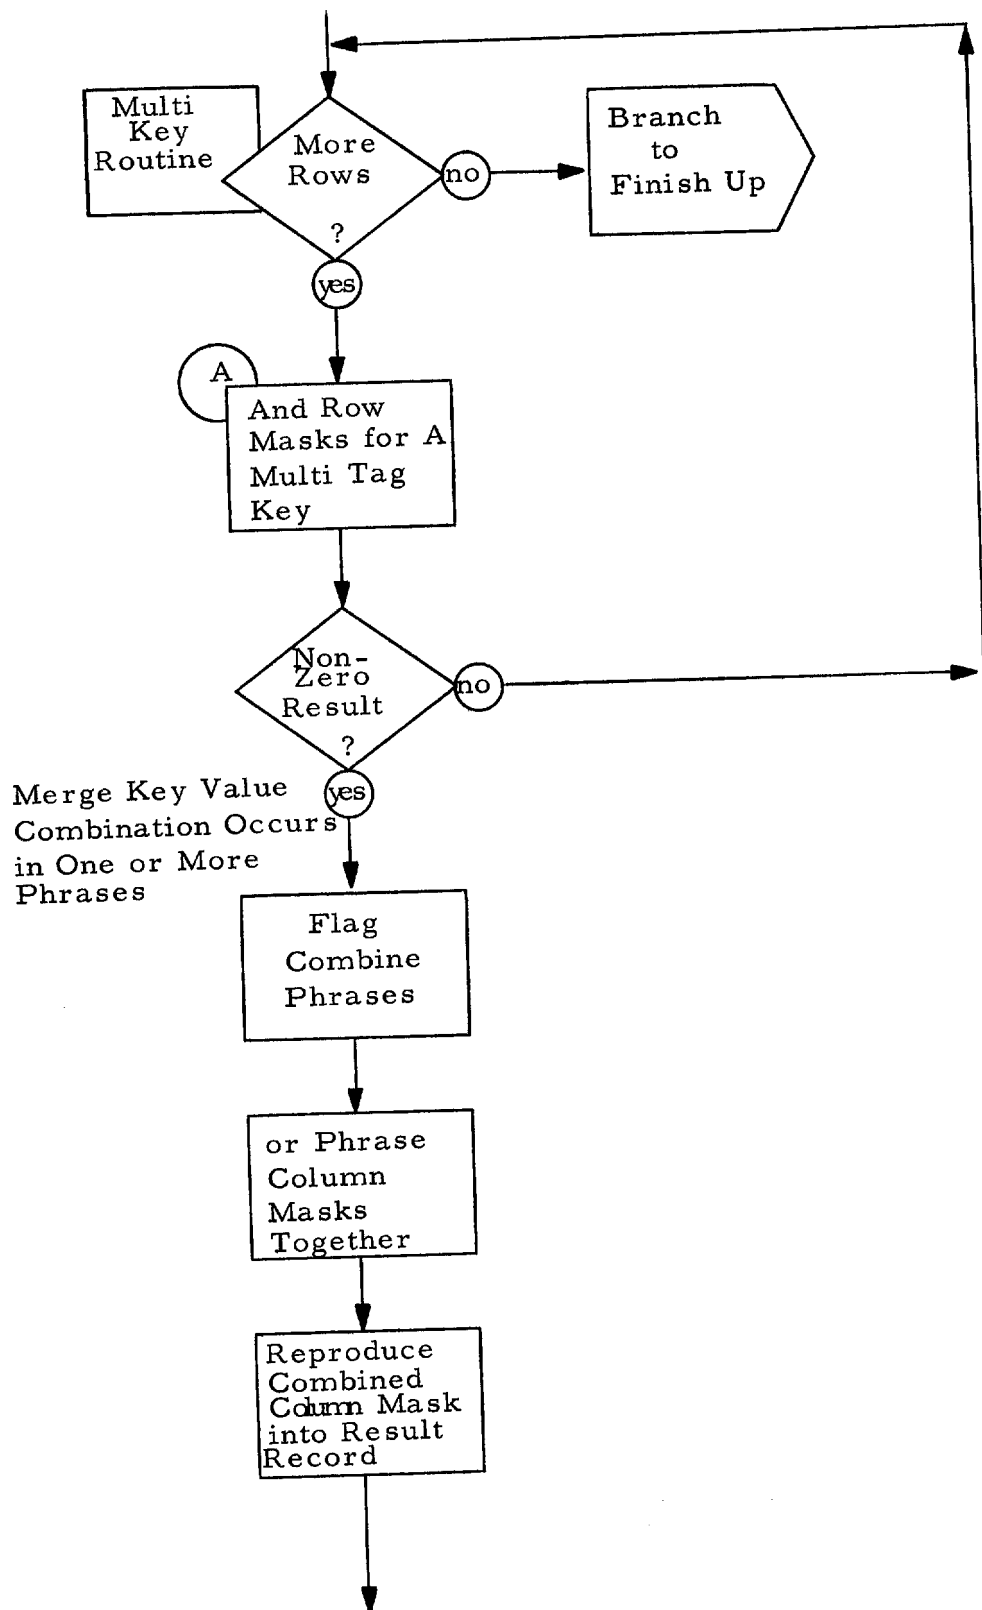 Multi
Key
Routine
More
Rows
?
no
Branch
to
Finish Up
yes
A
And Row
Masks for A
Multi Tag
Key
Non-
Zero
Result
?
no
yes
Merge Key Value
Combination Occurs
in One or More
Phrases
Flag
Combine
Phrases
or Phrase
Column
Masks
Together
Reproduce
Combined
Column Mask
into Result
Record